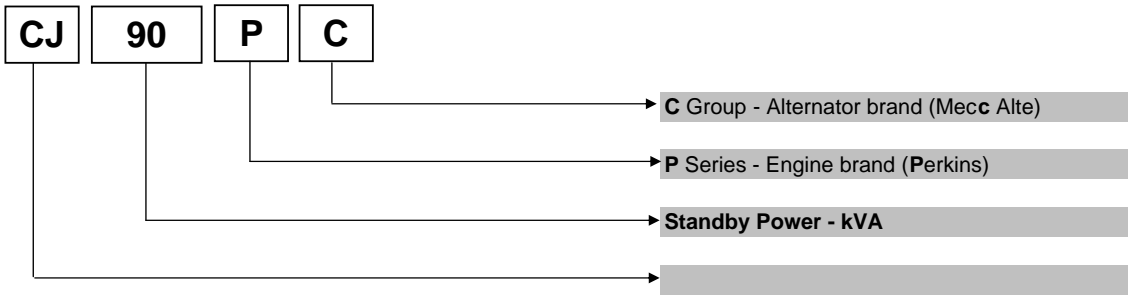 CJ 90 P C
C Group - Alternator brand (Mecc Alte)
P Series - Engine brand (Perkins)
Standby Power - kVA